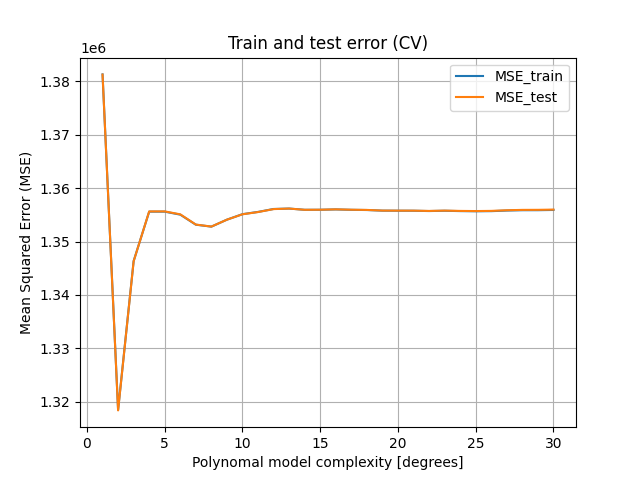 Train and test error (CV)
1e6
MSE_train
MSE_test
1.38
1.37
1.36
1.35
1.34
1.33
1.32
Mean Squared Error (MSE)
0 5 10 15 20 25 30
Polynomal model complexity [degrees]